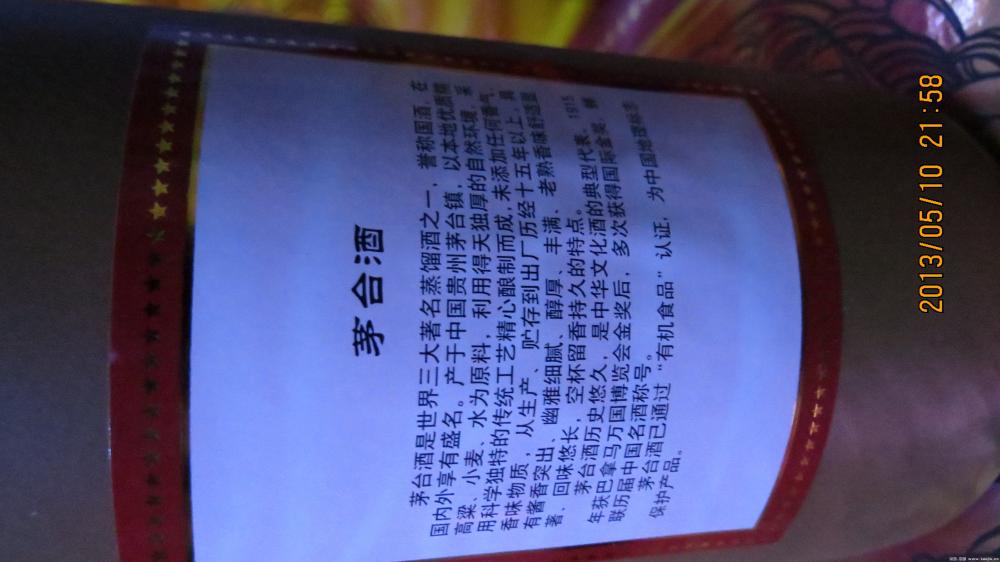 茅台酒
茅台酒是世界三大著名蒸馏酒之一，誉称国酒，在
国内外享有盛名。产于中国贵州茅台镇，以本地优质糯
高粱、小麦、水为原料，利用得天独厚的自然环境，采
用科学独特的传统工艺精心酿制而成，未添加任何香气、
香味物质，从生产、贮存到出厂历经十五年以上，具
有酱香突出、幽雅细腻、醇厚、丰满、老熟香味舒适显
著、回味悠长，空杯留香持久的特点。
茅台酒历史悠久，是中华文化酒的典型代表。1915
年获巴拿马万国博览会金奖后，多次获得国际金奖，蝉
联历届中国名酒称号。
茅台酒已通过“有机食品”认证，为中国地理标志
保护产品。
2013/05/10 21:58